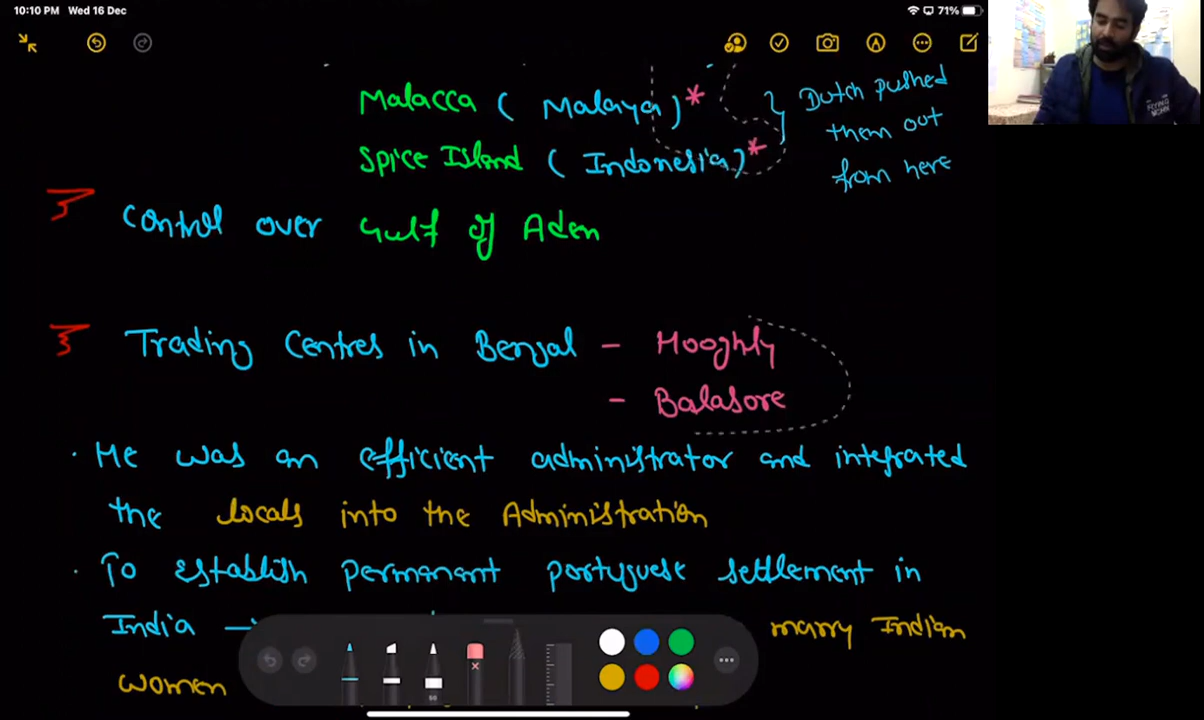 10:10 PM Wed 16 Dec
71%
Malacca ( Malaya ) *
Spice Island ( Indonesia ) *
} Dutch pushed
them out
from here
Control over Gulf of Aden
Trading Centres in Bengal - Hooghly
- Balasore
· He was an efficient administrator and integrated
the locals into the Administration
· To establish permanant portuguese settlement in
India marry Indian
women